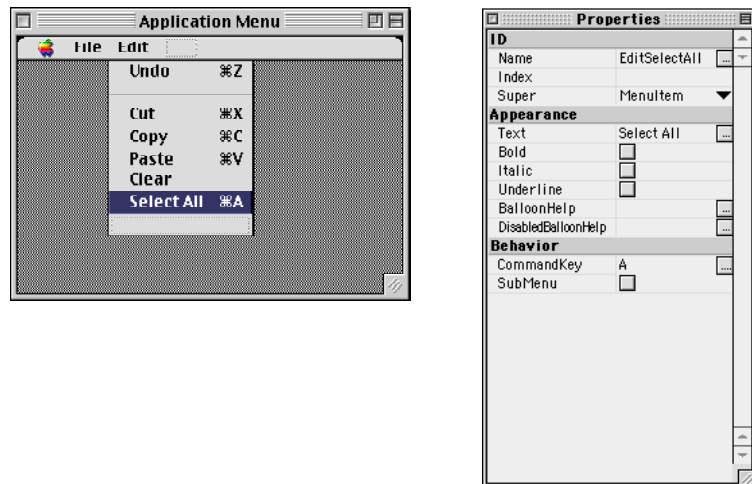 Application Menu
File Edit
Undo ⌘Z
Cut ⌘X
Copy ⌘C
Paste ⌘V
Clear
Select All ⌘A
Properties
ID
Name EditSelectAll ...
Index
Super MenuItem
Appearance
Text Select All ...
Bold
Italic
Underline
BalloonHelp ...
DisabledBalloonHelp ...
Behavior
CommandKey A ...
SubMenu